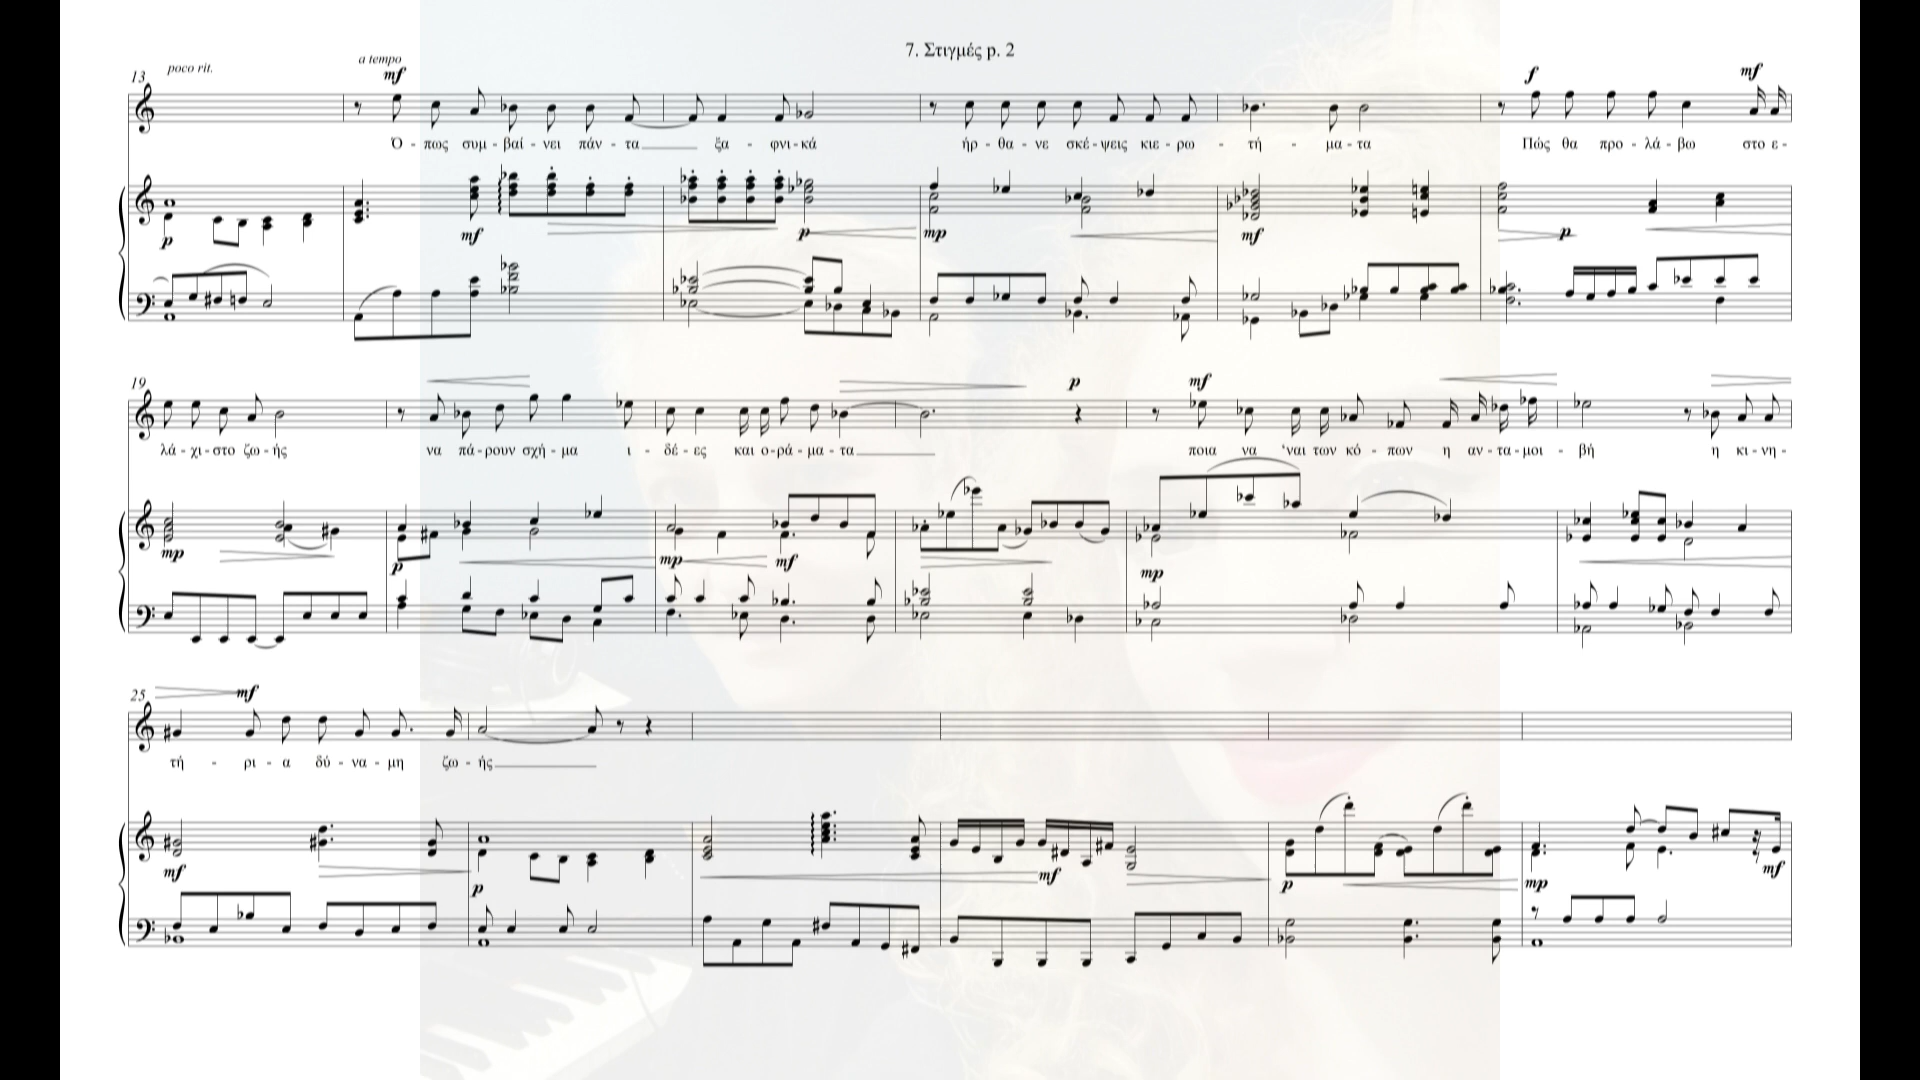 7. Στιγμές p. 2
13 poco rit. a tempo mf f mf
Ό - πως συμ - βαί - νει πάν - τα ξα - φνι - κά ήρ - θα - νε σκέ - ψεις κιε - ρω - τή - μα - τα Πώς θα προ - λά - βω στο ε -
p mf p mp mf p
19 mf p
λά - χι - στο ζω - ής να πά - ρουν σχή - μα ι - δέ - ες και ο - ρά - μα - τα ποια να ‘ναι των κό - πων η αν - τα - μοι - βή η κι - νη -
mp p mp mf mp
25 mf
τή - ρι - α δύ - να - μη ζω - ής
mf p mf p mp mf